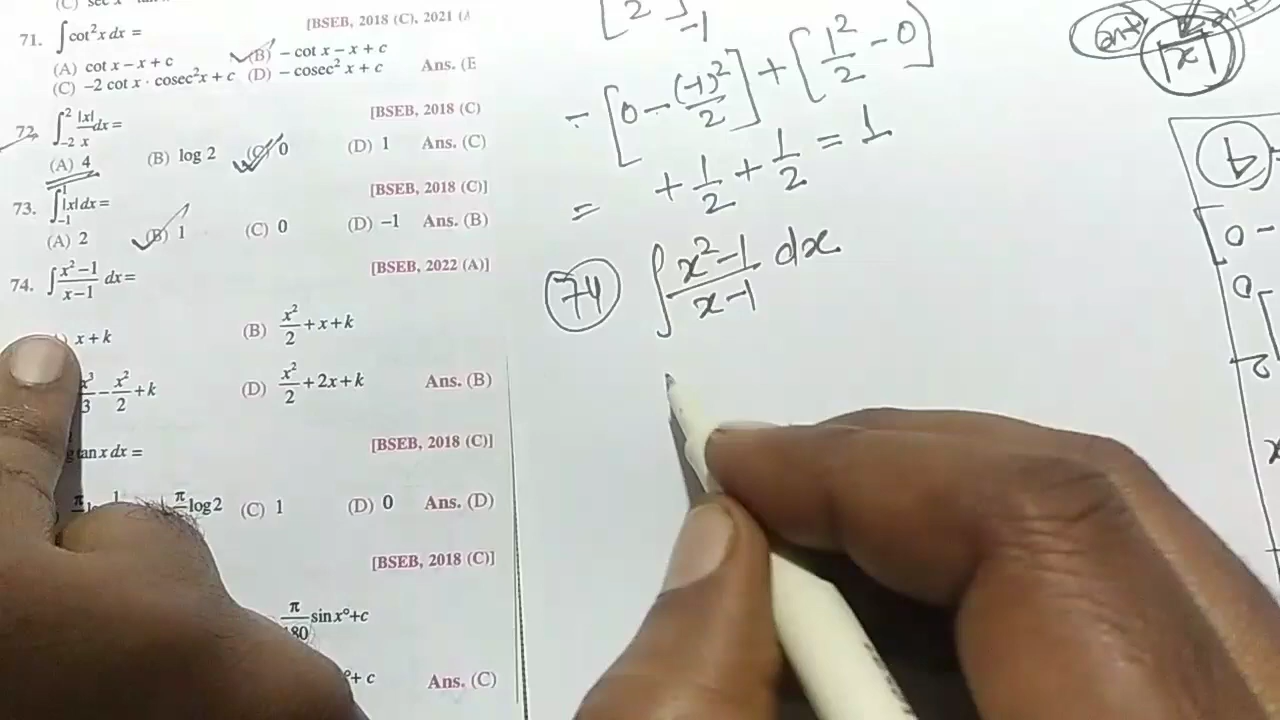 71. ∫cot²x dx = [BSEB, 2018 (C), 2021 (A
(A) cot x – x + c (B) – cot x – x + c
(C) –2 cot x · cosec²x + c (D) – cosec² x + c Ans. (B
72. ∫₋₂² |x|/x dx = [BSEB, 2018 (C)
(A) 4 (B) log 2 (C) 0 (D) 1 Ans. (C)
73. ∫₋₁¹ |x| dx = [BSEB, 2018 (C)]
(A) 2 (B) 1 (C) 0 (D) –1 Ans. (B)
74. ∫ (x²–1)/(x–1) dx = [BSEB, 2022 (A)]
x + k (B) x²/2 + x + k
x³/3 – x²/2 + k (D) x²/2 + 2x + k Ans. (B)
tan x dx = [BSEB, 2018 (C)]
π/ 1 π log2 (C) 1 (D) 0 Ans. (D)
[BSEB, 2018 (C)]
π/180 sin x° + c
+ c Ans. (C)
2 ]₋₁
– [0 – (–1)²/2] + [1²/2 – 0]
= + 1/2 + 1/2 = 1
74 ∫ (x²–1)/(x–1) dx
|x|